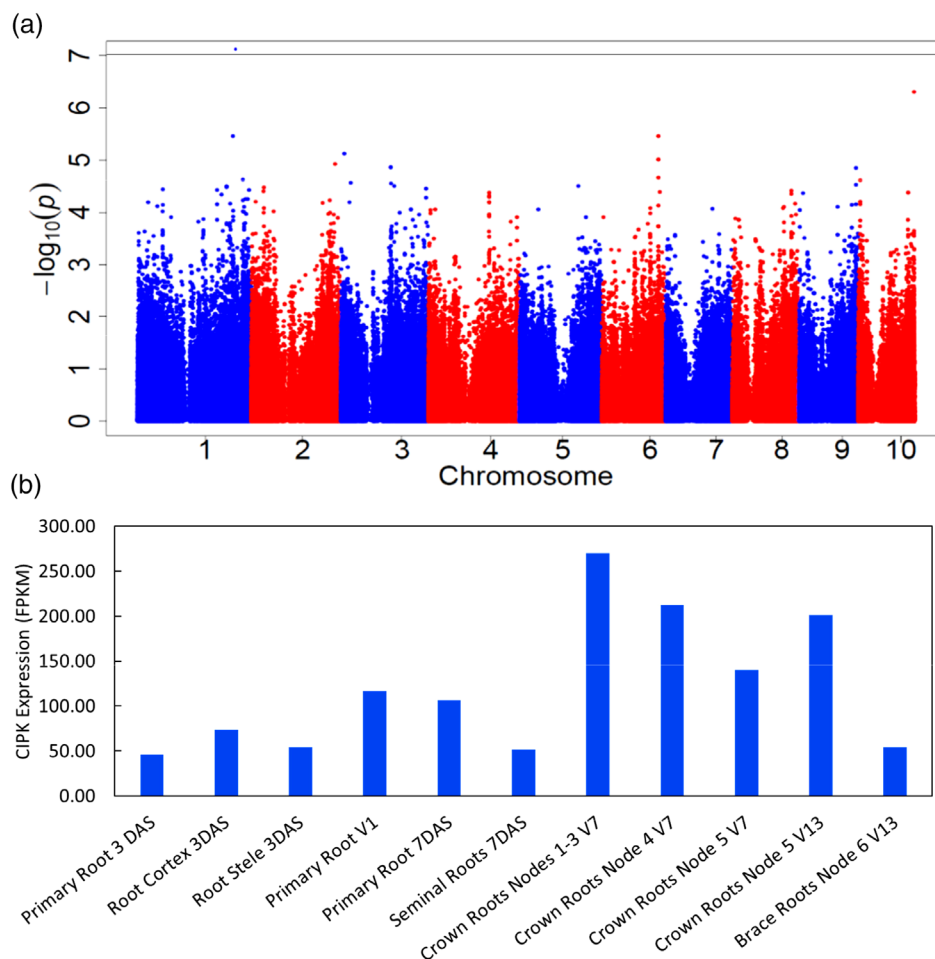 (a)
7
6
5
4
3
2
1
0
−log10(p)
1 2 3 4 5 6 7 8 9 10
Chromosome
(b)
300.00
250.00
200.00
150.00
100.00
50.00
0.00
CIPK Expression (FPKM)
Primary Root 3 DAS
Root Cortex 3DAS
Root Stele 3DAS
Primary Root V1
Primary Root 7DAS
Seminal Roots 7DAS
Crown Roots Nodes 1-3 V7
Crown Roots Node 4 V7
Crown Roots Node 5 V7
Crown Roots Node 5 V13
Brace Roots Node 6 V13